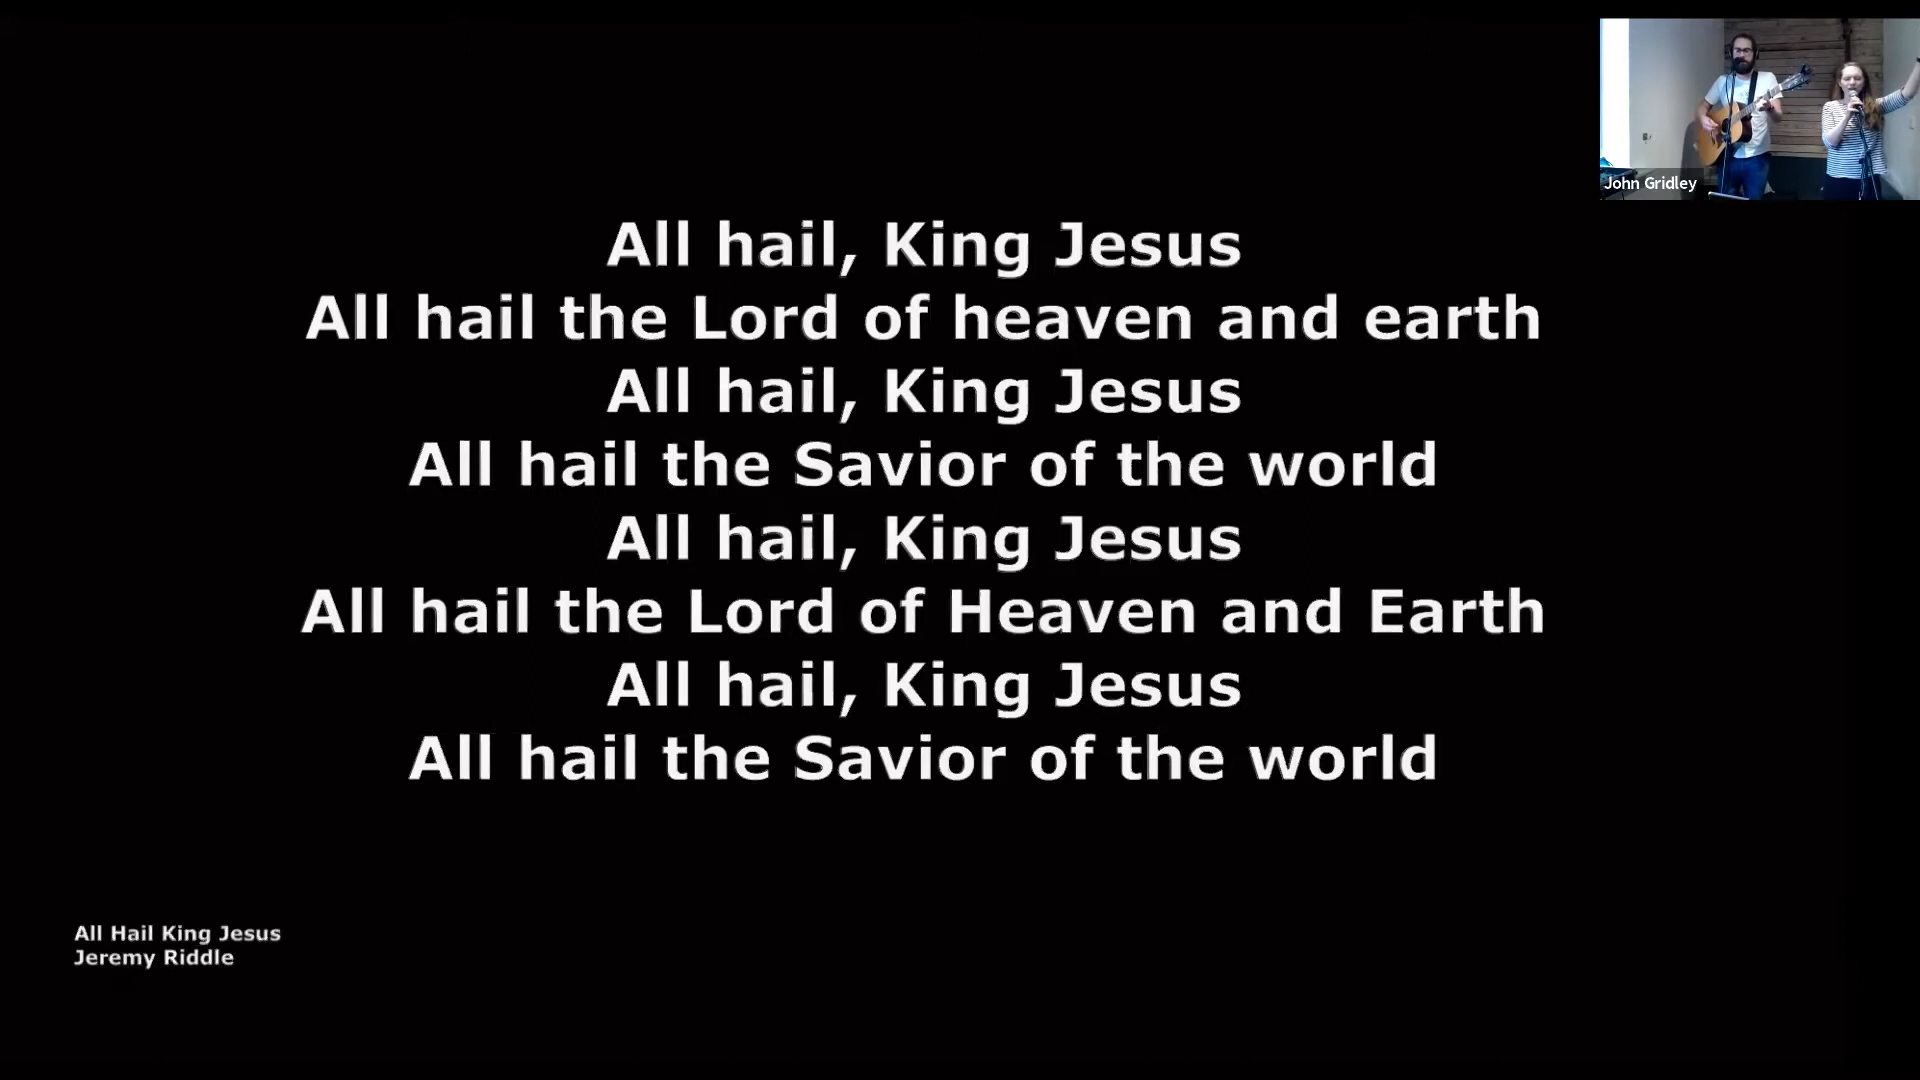 John Gridley
All hail, King Jesus
All hail the Lord of heaven and earth
All hail, King Jesus
All hail the Savior of the world
All hail, King Jesus
All hail the Lord of Heaven and Earth
All hail, King Jesus
All hail the Savior of the world
All Hail King Jesus
Jeremy Riddle